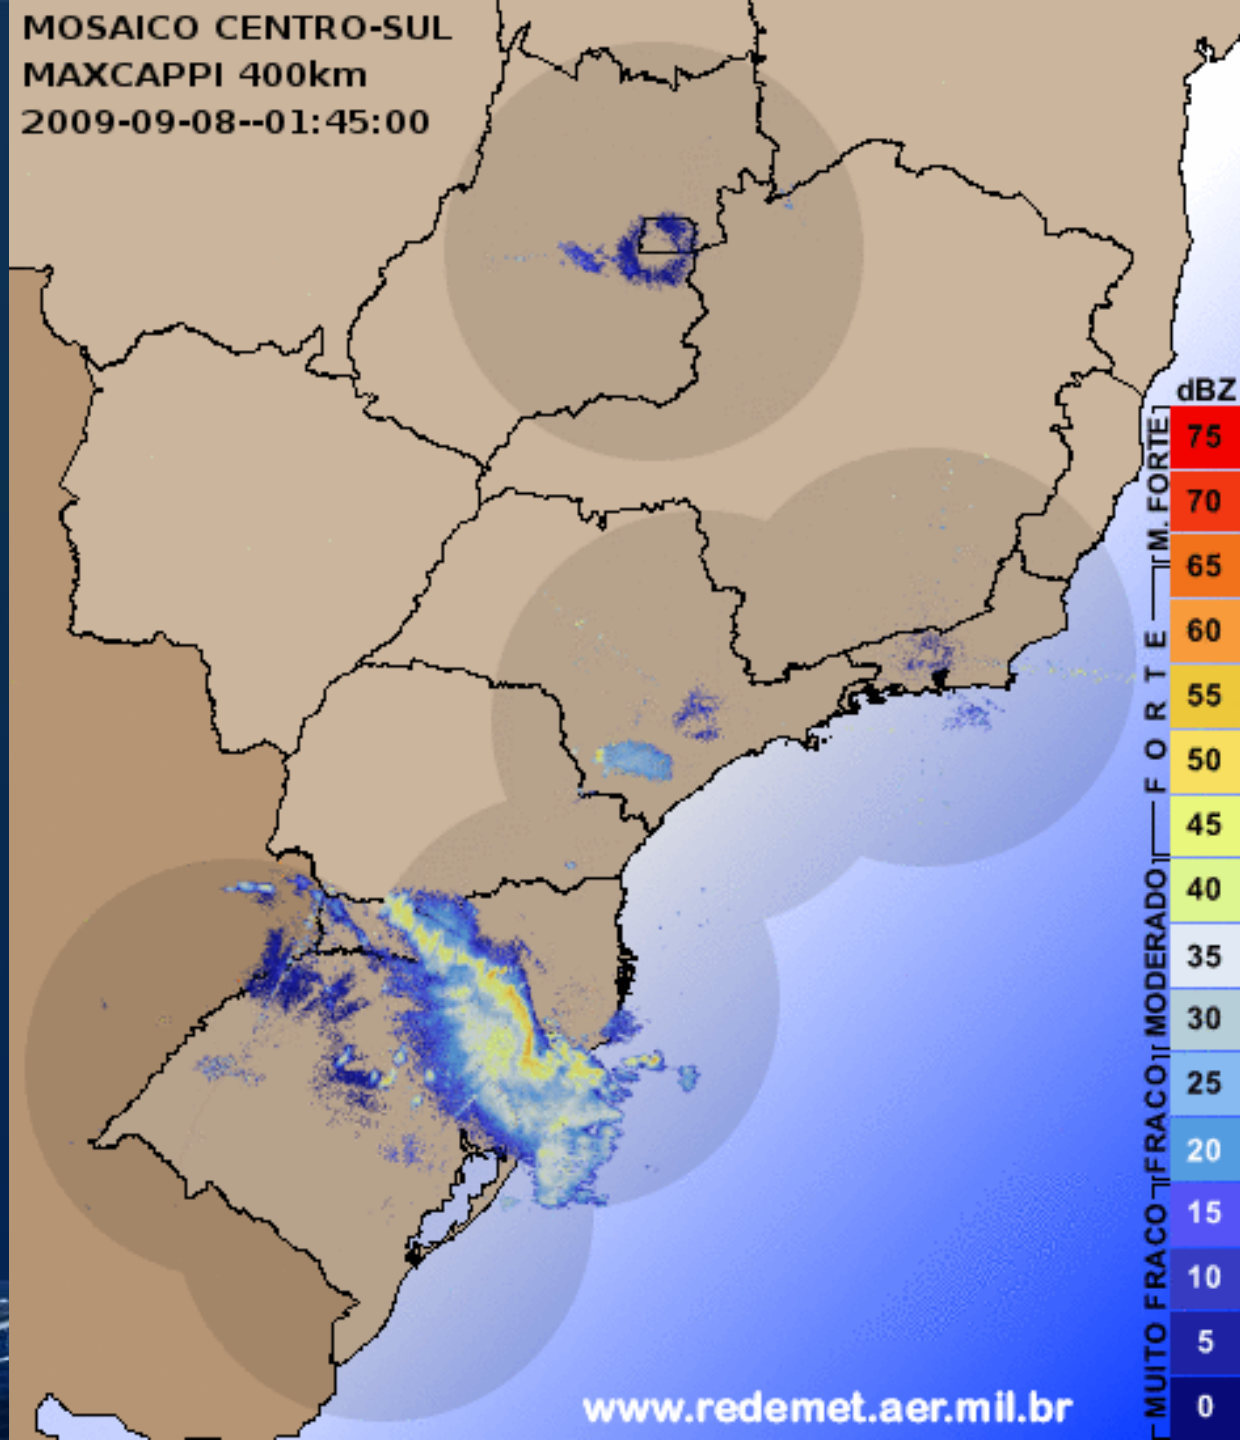 MOSAICO CENTRO-SUL
MAXCAPPI 400km
2009-09-08--01:45:00
dBZ
75
70
65
60
55
50
45
40
35
30
25
20
15
10
5
0
M. FORTE
FORTE
MODERADO
FRACO
MUITO FRACO
www.redemet.aer.mil.br